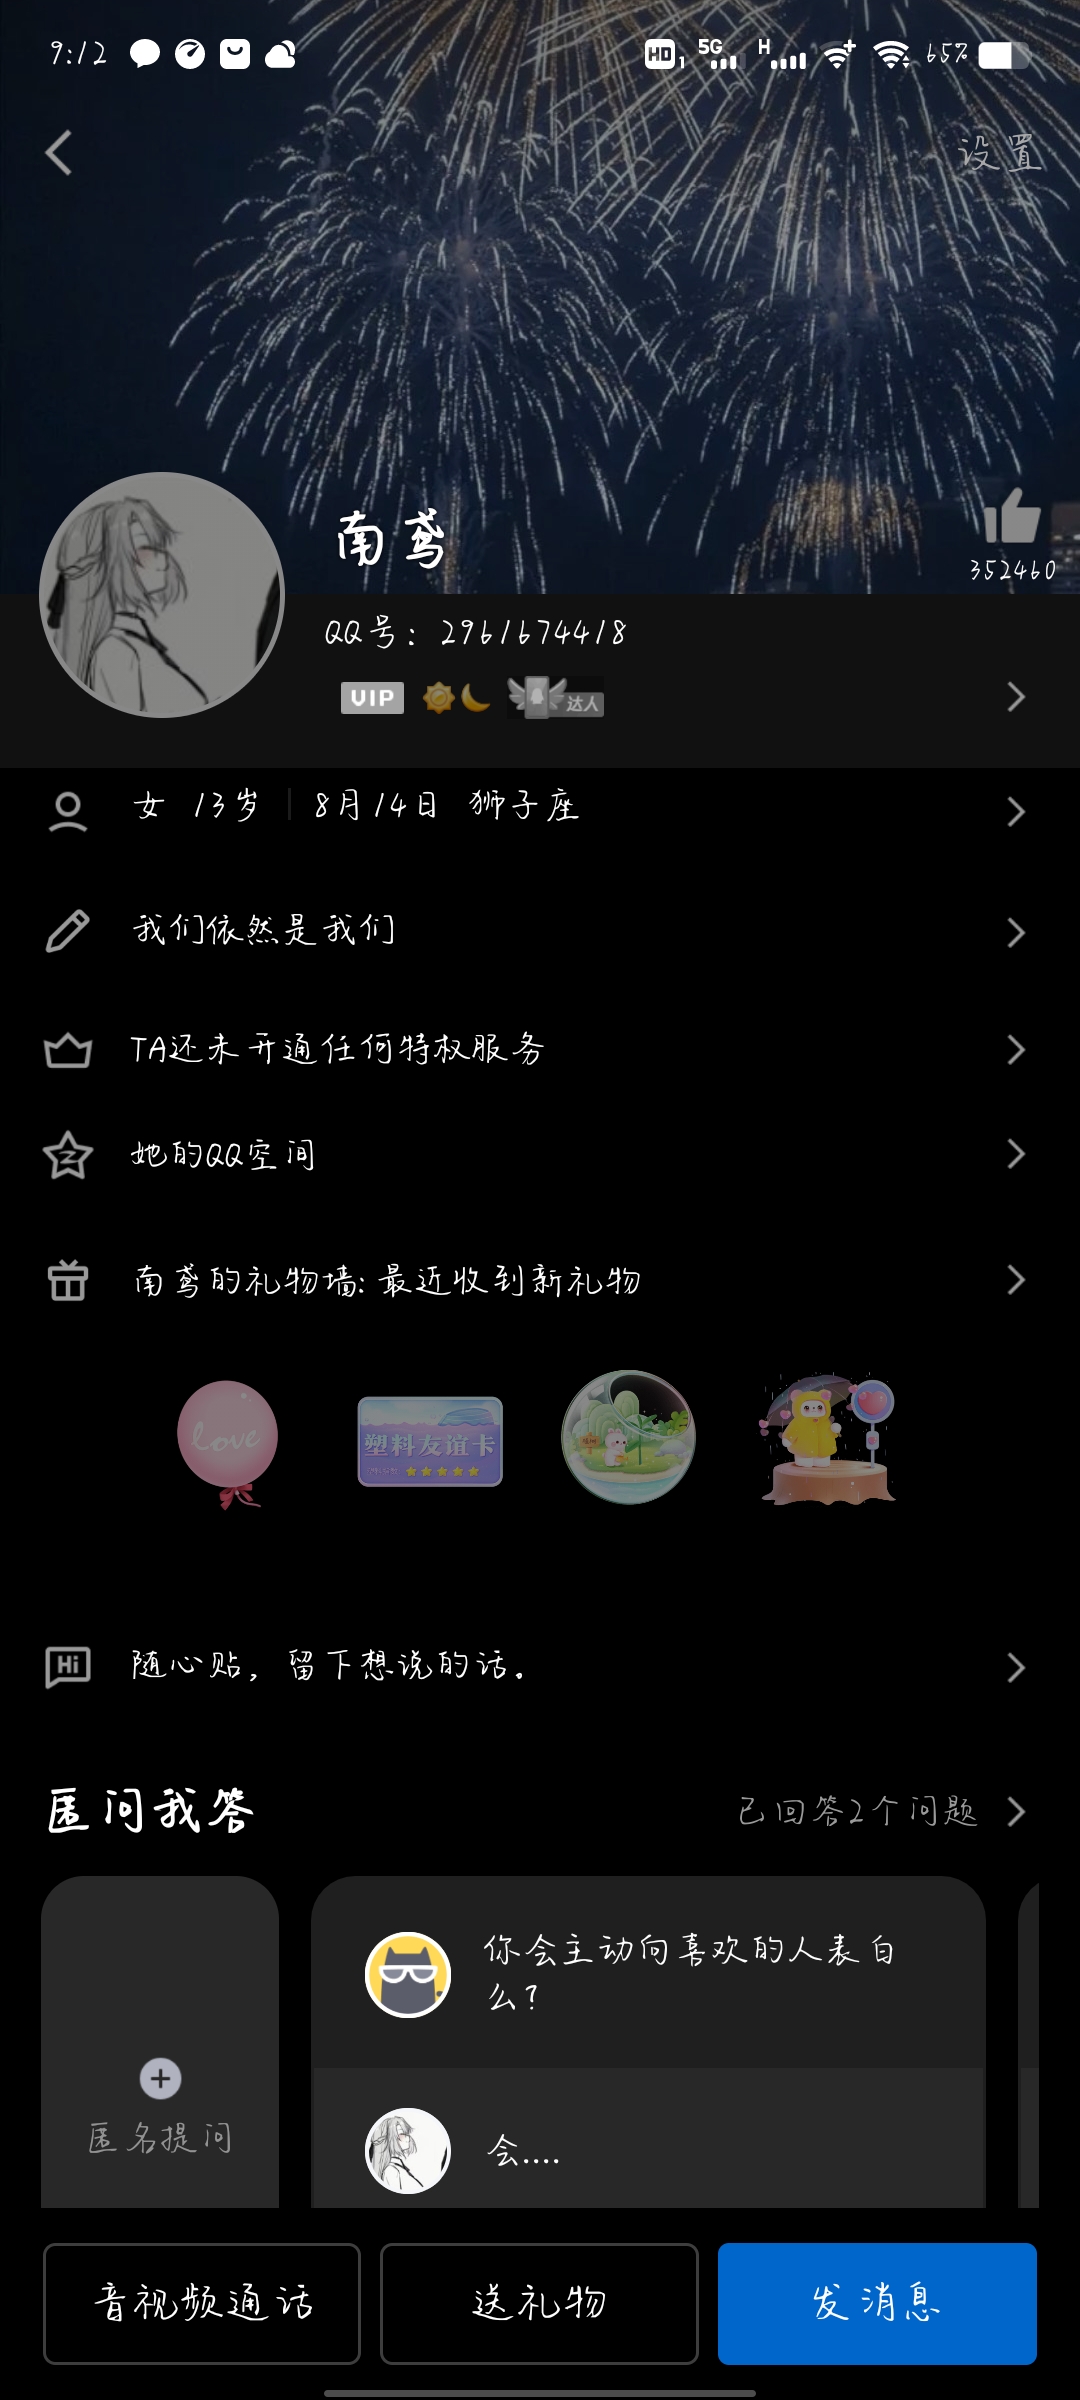 9:12 HD 1 5G H 65%
设置
南鸢
352460
QQ号：2961674418
VIP 达人
女 13岁 8月14日 狮子座
我们依然是我们
TA还未开通任何特权服务
她的QQ空间
南鸢的礼物墙: 最近收到新礼物
love
塑料友谊卡
Hi 随心贴，留下想说的话。
匿问我答 已回答2个问题
你会主动向喜欢的人表白
么？
匿名提问
会....
音视频通话 送礼物 发消息